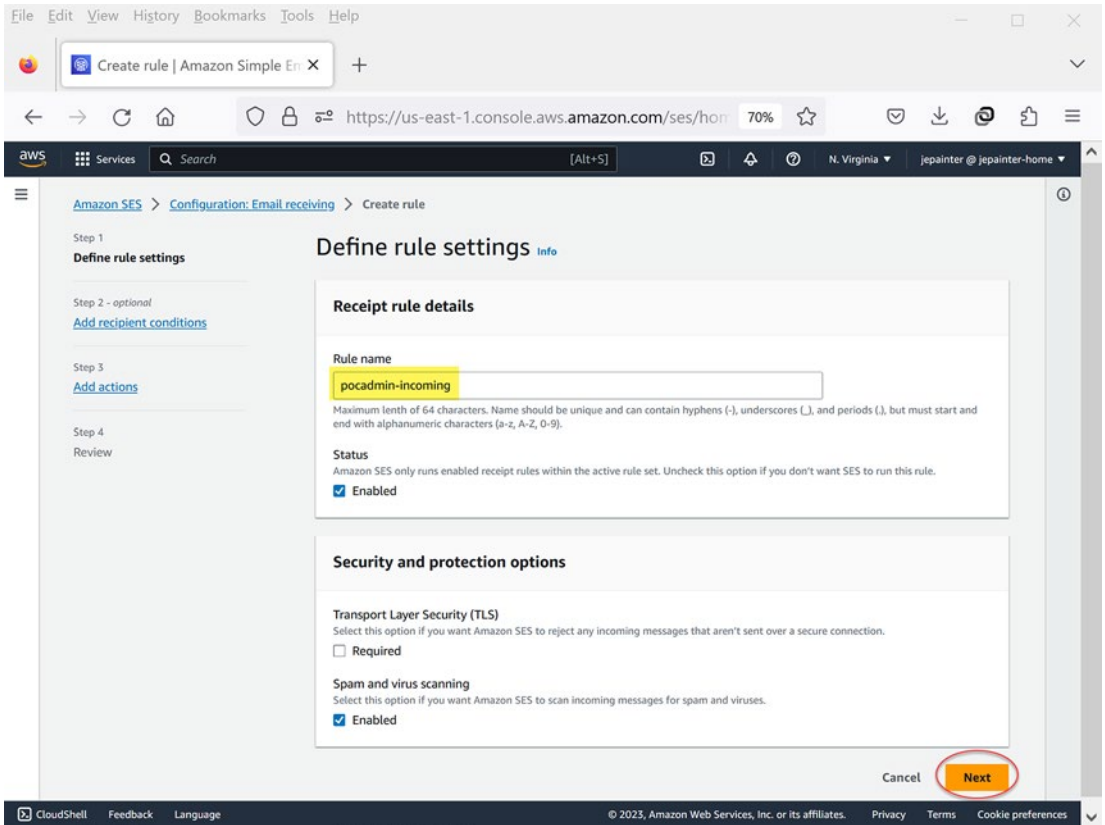 File Edit View History Bookmarks Tools Help
Create rule | Amazon Simple Em
https://us-east-1.console.aws.amazon.com/ses/hom 70%
aws Services Search [Alt+S] N. Virginia jepainter @ jepainter-home
Amazon SES > Configuration: Email receiving > Create rule
Step 1
Define rule settings
Step 2 - optional
Add recipient conditions
Step 3
Add actions
Step 4
Review
Define rule settings Info
Receipt rule details
Rule name
pocadmin-incoming
Maximum lenth of 64 characters. Name should be unique and can contain hyphens (-), underscores (_), and periods (.), but must start and
end with alphanumeric characters (a-z, A-Z, 0-9).
Status
Amazon SES only runs enabled receipt rules within the active rule set. Uncheck this option if you don't want SES to run this rule.
Enabled
Security and protection options
Transport Layer Security (TLS)
Select this option if you want Amazon SES to reject any incoming messages that aren't sent over a secure connection.
Required
Spam and virus scanning
Select this option if you want Amazon SES to scan incoming messages for spam and viruses.
Enabled
Cancel Next
CloudShell Feedback Language © 2023, Amazon Web Services, Inc. or its affiliates. Privacy Terms Cookie preferences